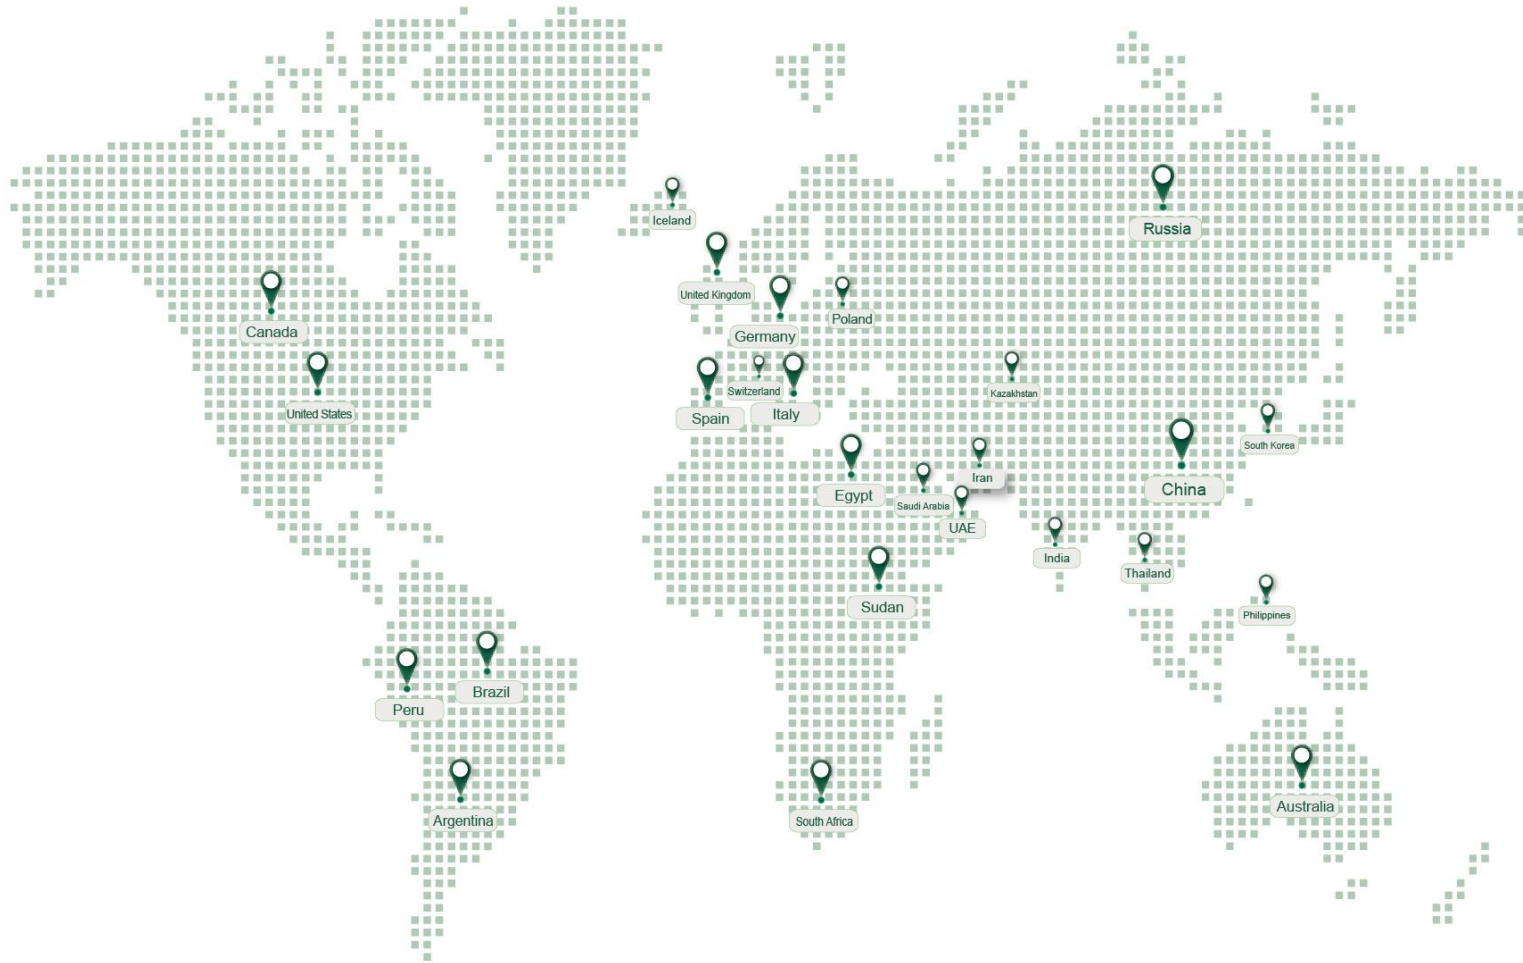 Iceland
Russia
United Kingdom
Poland
Canada
Germany
Switzerland
Kazakhstan
United States
Spain
Italy
South Korea
Iran
China
Egypt
Saudi Arabia
UAE
India
Thailand
Sudan
Philippines
Brazil
Peru
Australia
Argentina
South Africa